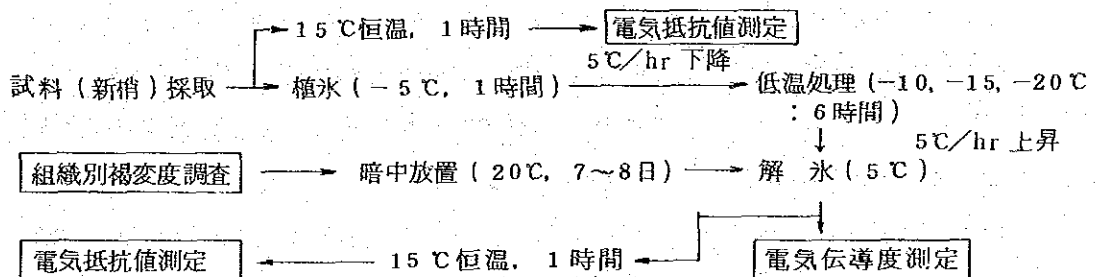 15℃恒温, 1時間 → 電気抵抗値測定
5℃/hr 下降
試料(新梢)採取 → 植氷(-5℃, 1時間) → 低温処理(-10, -15, -20℃
: 6時間)
↓ 5℃/hr 上昇
組織別褐変度調査 → 暗中放置(20℃, 7~8日) → 解 氷(5℃)
電気抵抗値測定 ← 15℃恒温, 1時間 ← 電気伝導度測定